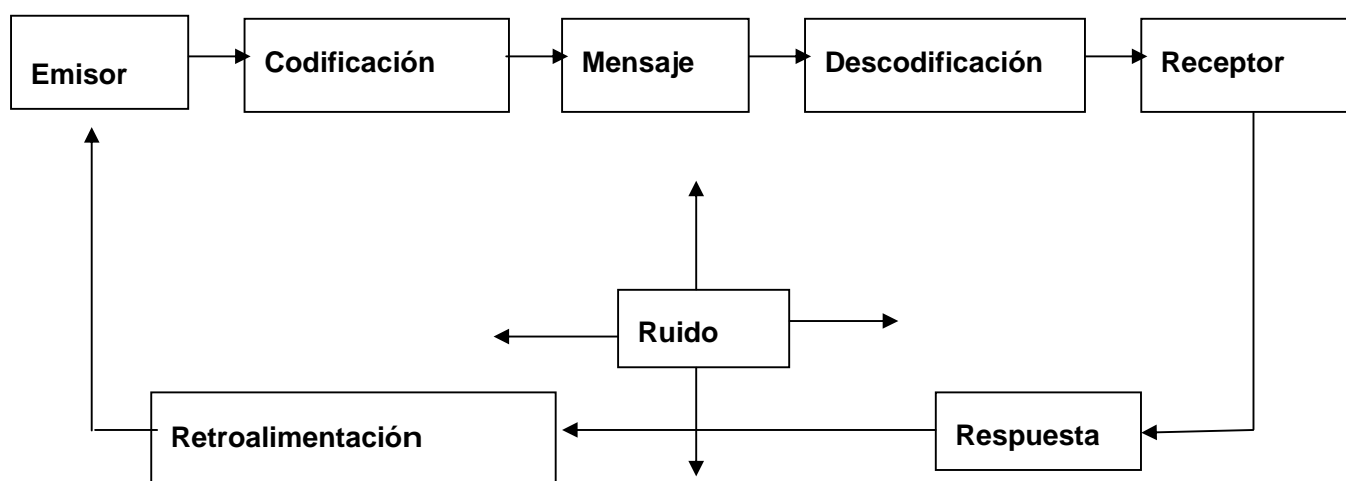 Emisor
Codificación
Mensaje
Descodificación
Receptor
Ruido
Retroalimentación
Respuesta